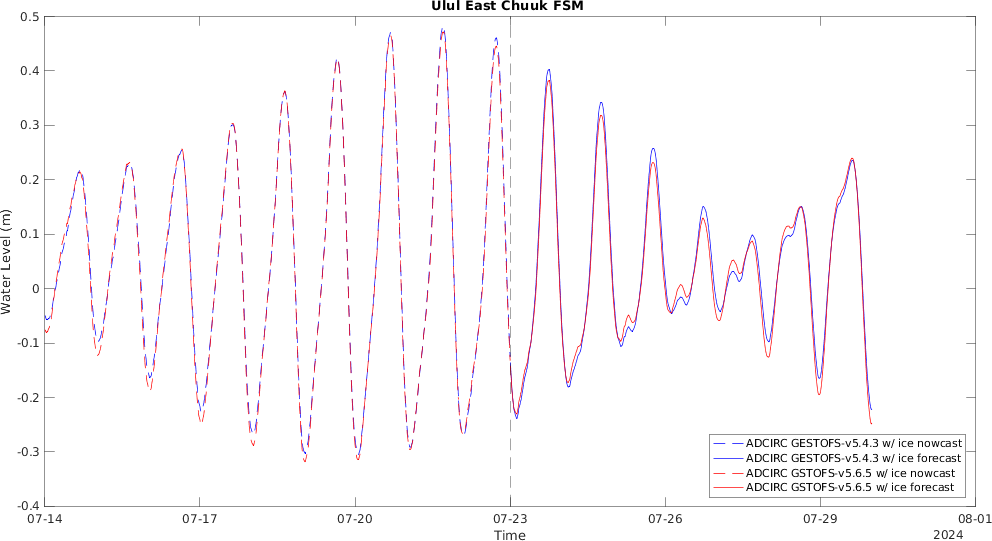 Ulul East Chuuk FSM
0.5
0.4
0.3
0.2
0.1
0
-0.1
-0.2
-0.3
-0.4
Water Level (m)
ADCIRC GESTOFS-v5.4.3 w/ ice nowcast
ADCIRC GESTOFS-v5.4.3 w/ ice forecast
ADCIRC GSTOFS-v5.6.5 w/ ice nowcast
ADCIRC GSTOFS-v5.6.5 w/ ice forecast
07-14 07-17 07-20 07-23 07-26 07-29 08-01
Time
2024